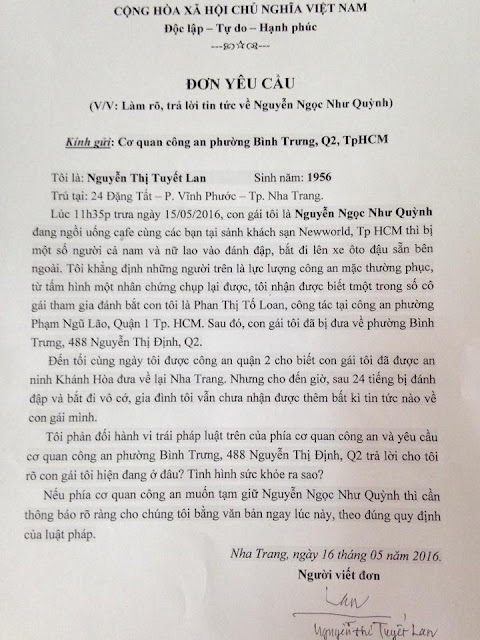 CỘNG HÒA XÃ HỘI CHỦ NGHĨA VIỆT NAM
Độc lập – Tự do – Hạnh phúc
ĐƠN YÊU CẦU
(V/V: Làm rõ, trả lời tin tức về Nguyễn Ngọc Như Quỳnh)
Kính gửi: Cơ quan công an phường Bình Trưng, Q2, TpHCM
Tôi là: Nguyễn Thị Tuyết Lan Sinh năm: 1956
Trú tại: 24 Đặng Tất – P. Vĩnh Phước – Tp. Nha Trang.
Lúc 11h35p trưa ngày 15/05/2016, con gái tôi là Nguyễn Ngọc Như Quỳnh
đang ngồi uống cafe cùng các bạn tại sảnh khách sạn Newworld, Tp HCM thì bị
một số người cả nam và nữ lao vào đánh đập, bắt đi lên xe ôto đậu sẵn bên
ngoài. Tôi khẳng định những người trên là lực lượng công an mặc thường phục,
từ tấm hình một nhân chứng chụp lại được, tôi nhận được biết tmột trong số cô
gái tham gia đánh bắt con tôi là Phan Thị Tố Loan, công tác tại công an phường
Phạm Ngũ Lão, Quận 1 Tp. HCM. Sau đó, con gái tôi đã bị đưa về phường Bình
Trưng, 488 Nguyễn Thị Định, Q2.
Đến tối cùng ngày tôi được công an quận 2 cho biết con gái tôi đã được an
ninh Khánh Hòa đưa về lại Nha Trang. Nhưng cho đến giờ, sau 24 tiếng bị đánh
đập và bắt đi vô cớ, gia đình tôi vẫn chưa nhận được thêm bất kì tin tức nào về
con gái mình.
Tôi phản đối hành vi trái pháp luật trên của phía cơ quan công an và yêu cầu
cơ quan công an phường Bình Trưng, 488 Nguyễn Thị Định, Q2 trả lời cho tôi
rõ con gái tôi hiện đang ở đâu? Tình hình sức khỏe ra sao?
Nếu phía cơ quan công an muốn tạm giữ Nguyễn Ngọc Như Quỳnh thì cần
thông báo rõ ràng cho chúng tôi bằng văn bản ngay lúc này, theo đúng quy định
của luật pháp.
Nha Trang, ngày 16 tháng 05 năm 2016.
Người viết đơn
Lan
Nguyễn thị Tuyết Lan